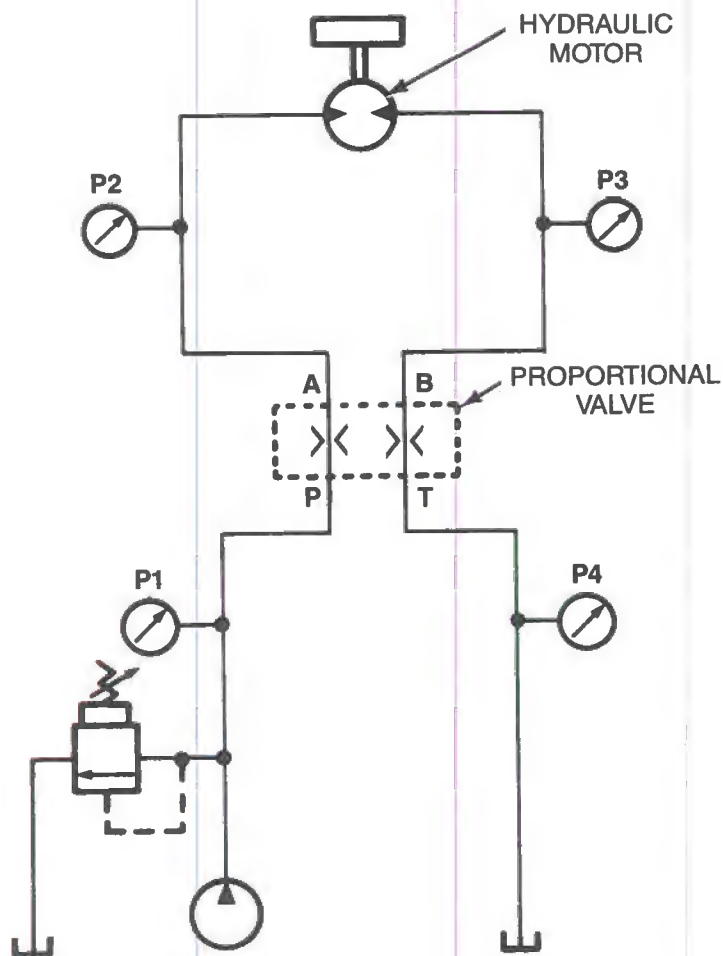 HYDRAULIC
MOTOR
P2
P3
A
B
PROPORTIONAL
VALVE
P
T
P1
P4